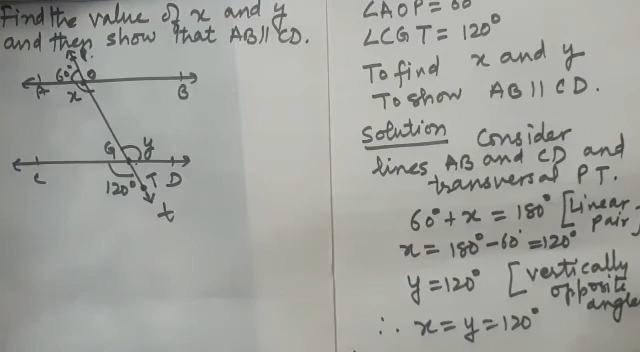 Find the value of x and y
and then show that AB || CD.
P.
60° O
A B
x
G y
C 120° T D
t
∠AOP = 60°
∠CGT = 120°
To find x and y
To show AB || CD.
Solution Consider
lines AB and CD and
transversal PT.
60° + x = 180° [Linear
pair]
x = 180° - 60° = 120°
y = 120° [vertically
opposite
angle
∴ x = y = 120°